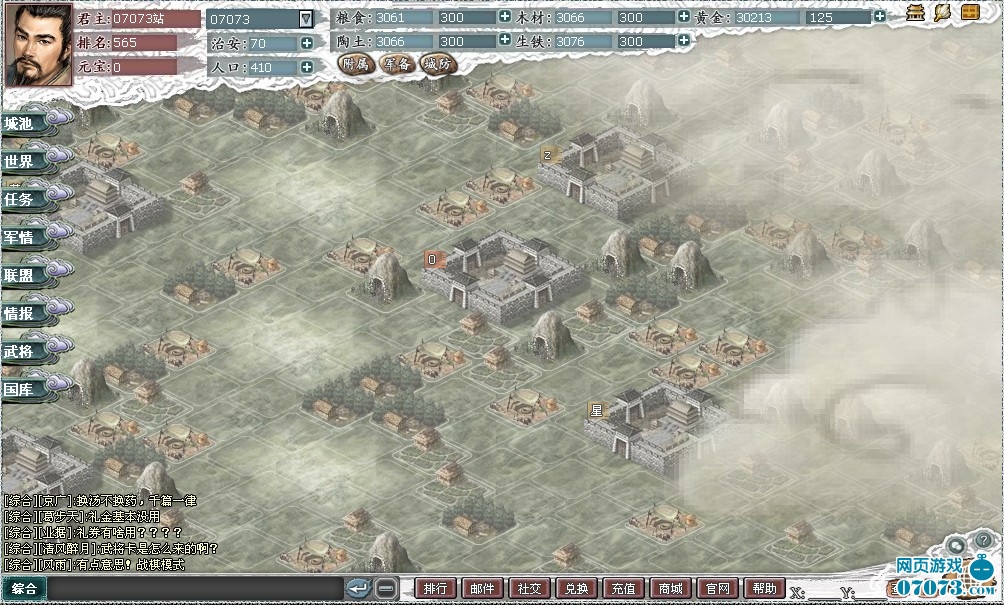 君主:07073站 07073 粮食:3061 300 木材:3066 300 黄金:30213 125
排名:565 治安:70 陶土:3066 300 生铁:3076 300
元宝:0 人口:410 附属 军备 城防
城池
世界
任务
军情
联盟
情报
武将
国库
Z
0
星
[综合][京广]:换汤不换药，千篇一律
[综合][葛步天]:礼金基本没用
[综合][业据]:礼券有啥用？？？？
[综合][清风醉月]:武将卡是怎么来的啊?
[综合][风雨]:有点意思！战棋模式
综合 排行 邮件 社交 兑换 充值 商城 官网 帮助 X: Y:
网页游戏
07073.com